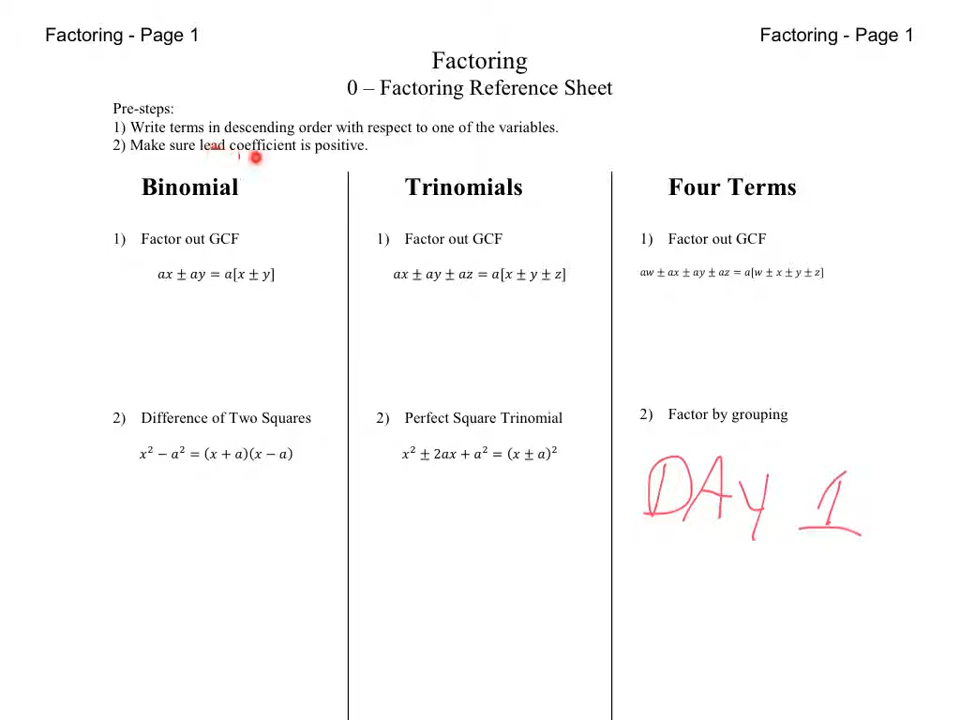 Factoring - Page 1 Factoring - Page 1
Factoring
0 – Factoring Reference Sheet
Pre-steps:
1) Write terms in descending order with respect to one of the variables.
2) Make sure lead coefficient is positive.
Binomial
1) Factor out GCF
ax ± ay = a[x ± y]
2) Difference of Two Squares
x² − a² = (x + a)(x − a)
Trinomials
1) Factor out GCF
ax ± ay ± az = a[x ± y ± z]
2) Perfect Square Trinomial
x² ± 2ax + a² = (x ± a)²
Four Terms
1) Factor out GCF
aw ± ax ± ay ± az = a[w ± x ± y ± z]
2) Factor by grouping
DAY 1